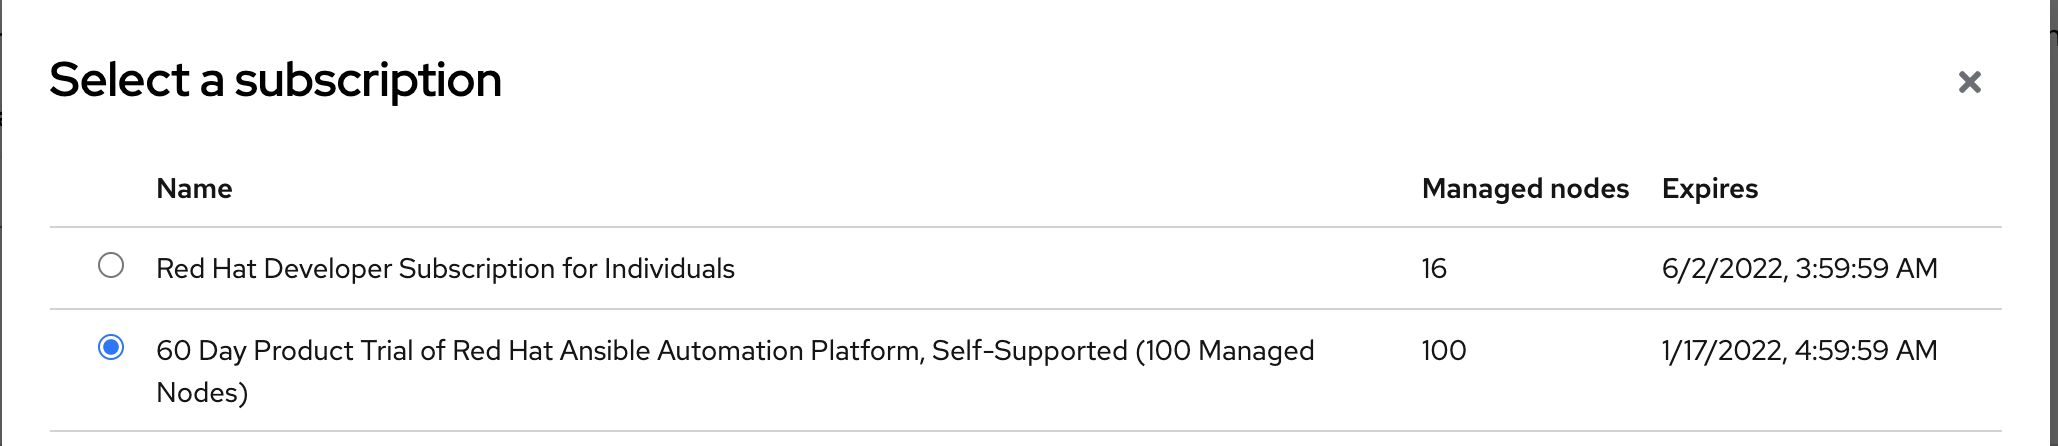 Select a subscription
Name Managed nodes Expires
Red Hat Developer Subscription for Individuals 16 6/2/2022, 3:59:59 AM
60 Day Product Trial of Red Hat Ansible Automation Platform, Self-Supported (100 Managed 100 1/17/2022, 4:59:59 AM
Nodes)